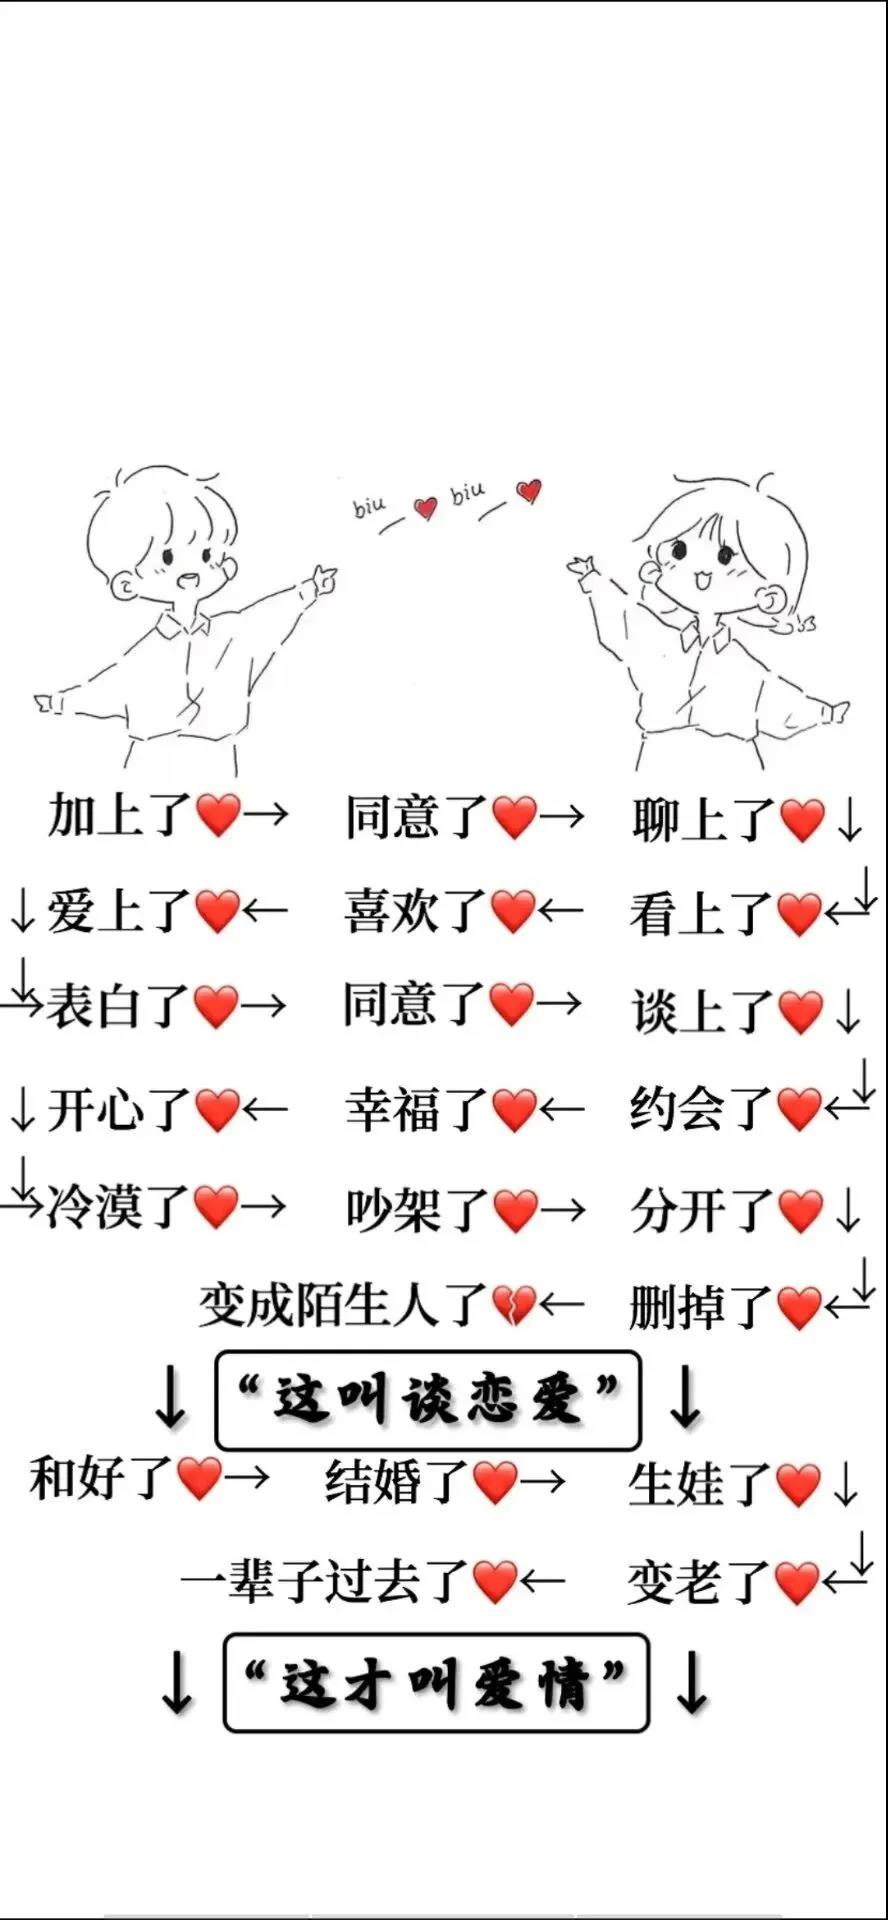 biu biu
加上了❤️→ 同意了❤️→ 聊上了❤️↓
↓爱上了❤️← 喜欢了❤️← 看上了❤️←↓
↓→表白了❤️→ 同意了❤️→ 谈上了❤️↓
↓开心了❤️← 幸福了❤️← 约会了❤️←↓
↓→冷漠了❤️→ 吵架了❤️→ 分开了❤️↓
变成陌生人了💔← 删掉了❤️←↓
↓“这叫谈恋爱”↓
和好了❤️→ 结婚了❤️→ 生娃了❤️↓
一辈子过去了❤️← 变老了❤️←↓
↓“这才叫爱情”↓